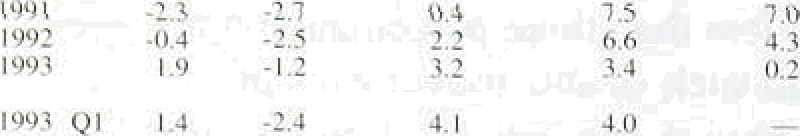 1991 -2.3 -2.7 0.4 7.5 7.0
1992 -0.4 -2.5 2.2 6.6 4.3
1993 1.9 -1.2 3.2 3.4 0.2
1993 Q1 1.4 -2.4 4.1 4.0 —